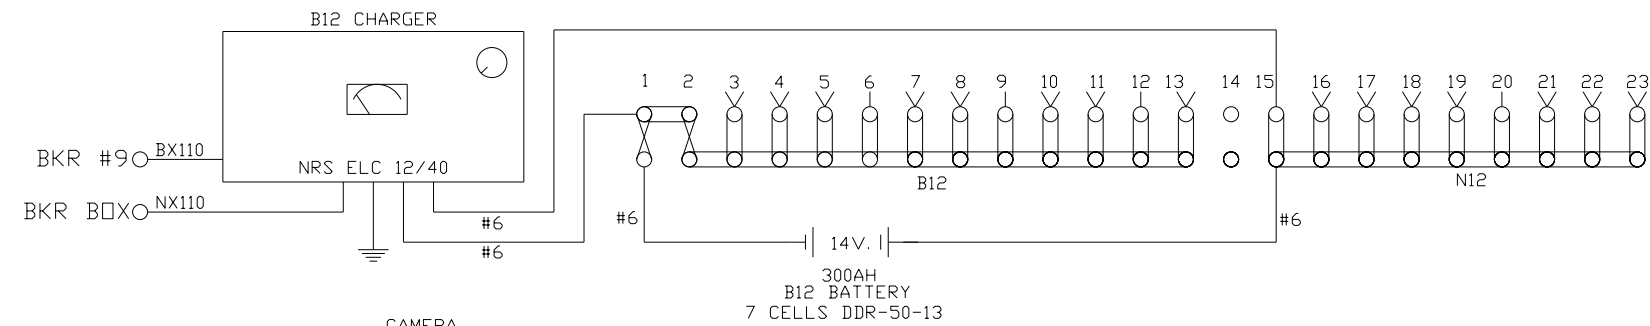 B12 CHARGER
1 2 3 4 5 6 7 8 9 10 11 12 13 14 15 16 17 18 19 20 21 22 23
BKR #9
BX110
NRS ELC 12/40
BKR BOX
NX110
#6
#6
#6
B12
N12
#6
14V.
300AH
B12 BATTERY
7 CELLS DDR-50-13
CAMERA